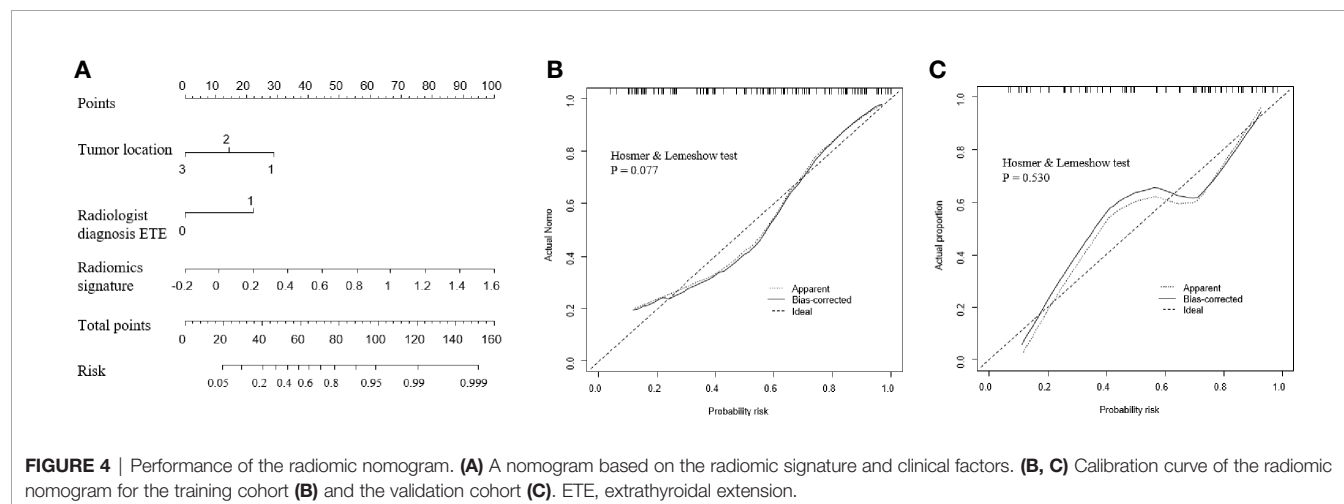 A
0 10 20 30 40 50 60 70 80 90 100
Points
2
Tumor location
3 1
1
Radiologist
diagnosis ETE
0
Radiomics
signature
-0.2 0 0.2 0.4 0.6 0.8 1 1.2 1.4 1.6
Total points
0 20 40 60 80 100 120 140 160
Risk
0.05 0.2 0.4 0.6 0.8 0.95 0.99 0.999
B
Hosmer & Lemeshow test
P = 0.077
Actual Nomo
0.0 0.2 0.4 0.6 0.8 1.0
Apparent
Bias-corrected
Ideal
0.0 0.2 0.4 0.6 0.8 1.0
Probability risk
C
Hosmer & Lemeshow test
P = 0.530
Actual proportion
0.0 0.2 0.4 0.6 0.8 1.0
Apparent
Bias-corrected
Ideal
0.0 0.2 0.4 0.6 0.8 1.0
Probability risk
FIGURE 4 | Performance of the radiomic nomogram. (A) A nomogram based on the radiomic signature and clinical factors. (B, C) Calibration curve of the radiomic
nomogram for the training cohort (B) and the validation cohort (C). ETE, extrathyroidal extension.